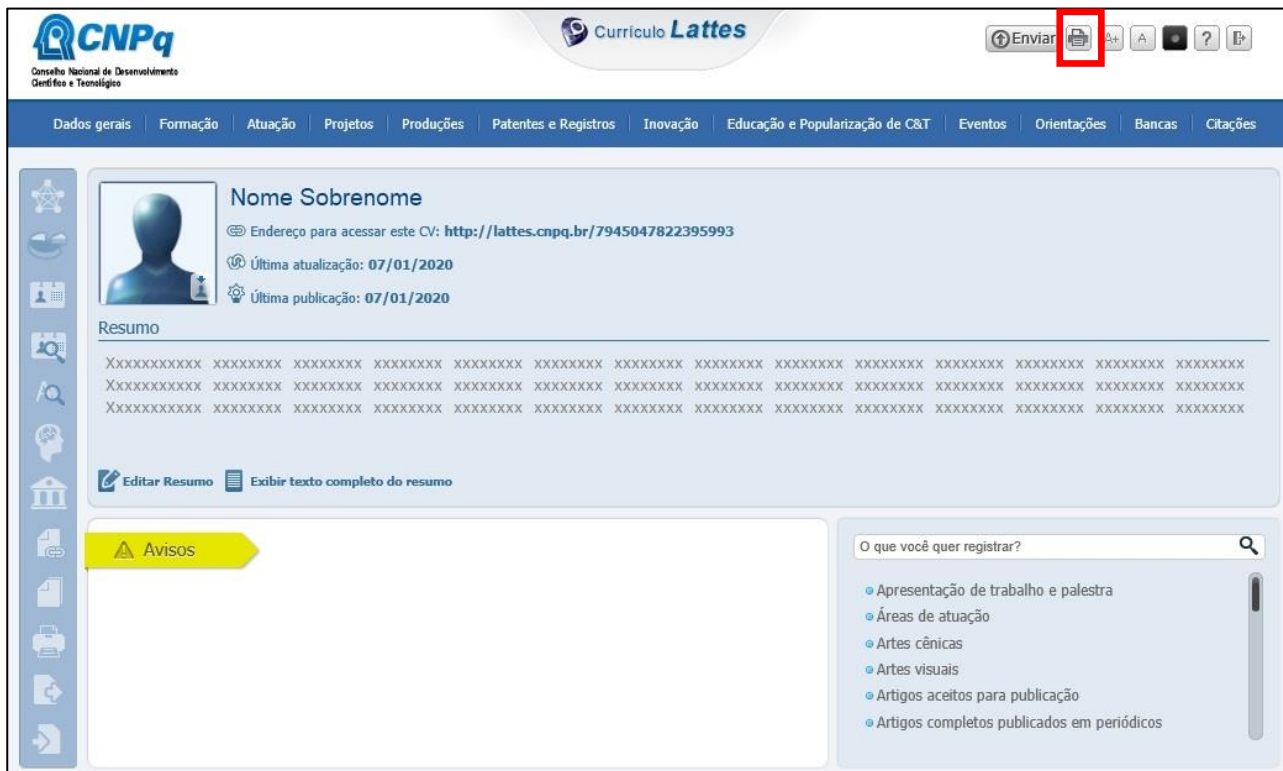 CNPq
Conselho Nacional de Desenvolvimento
Científico e Tecnológico
Currículo Lattes
Enviar A+ A ?
Dados gerais Formação Atuação Projetos Produções Patentes e Registros Inovação Educação e Popularização de C&T Eventos Orientações Bancas Citações
Nome Sobrenome
Endereço para acessar este CV: http://lattes.cnpq.br/7945047822395993
Última atualização: 07/01/2020
Última publicação: 07/01/2020
Resumo
Xxxxxxxxxxx xxxxxxxx xxxxxxxx xxxxxxxx xxxxxxxx xxxxxxxx xxxxxxxx xxxxxxxx xxxxxxxx xxxxxxxx xxxxxxxx xxxxxxxx xxxxxxxx xxxxxxxx
Xxxxxxxxxxx xxxxxxxx xxxxxxxx xxxxxxxx xxxxxxxx xxxxxxxx xxxxxxxx xxxxxxxx xxxxxxxx xxxxxxxx xxxxxxxx xxxxxxxx xxxxxxxx xxxxxxxx
Xxxxxxxxxxx xxxxxxxx xxxxxxxx xxxxxxxx xxxxxxxx xxxxxxxx xxxxxxxx xxxxxxxx xxxxxxxx xxxxxxxx xxxxxxxx xxxxxxxx xxxxxxxx xxxxxxxx
Editar Resumo Exibir texto completo do resumo
Avisos
O que você quer registrar?
Apresentação de trabalho e palestra
Áreas de atuação
Artes cênicas
Artes visuais
Artigos aceitos para publicação
Artigos completos publicados em periódicos